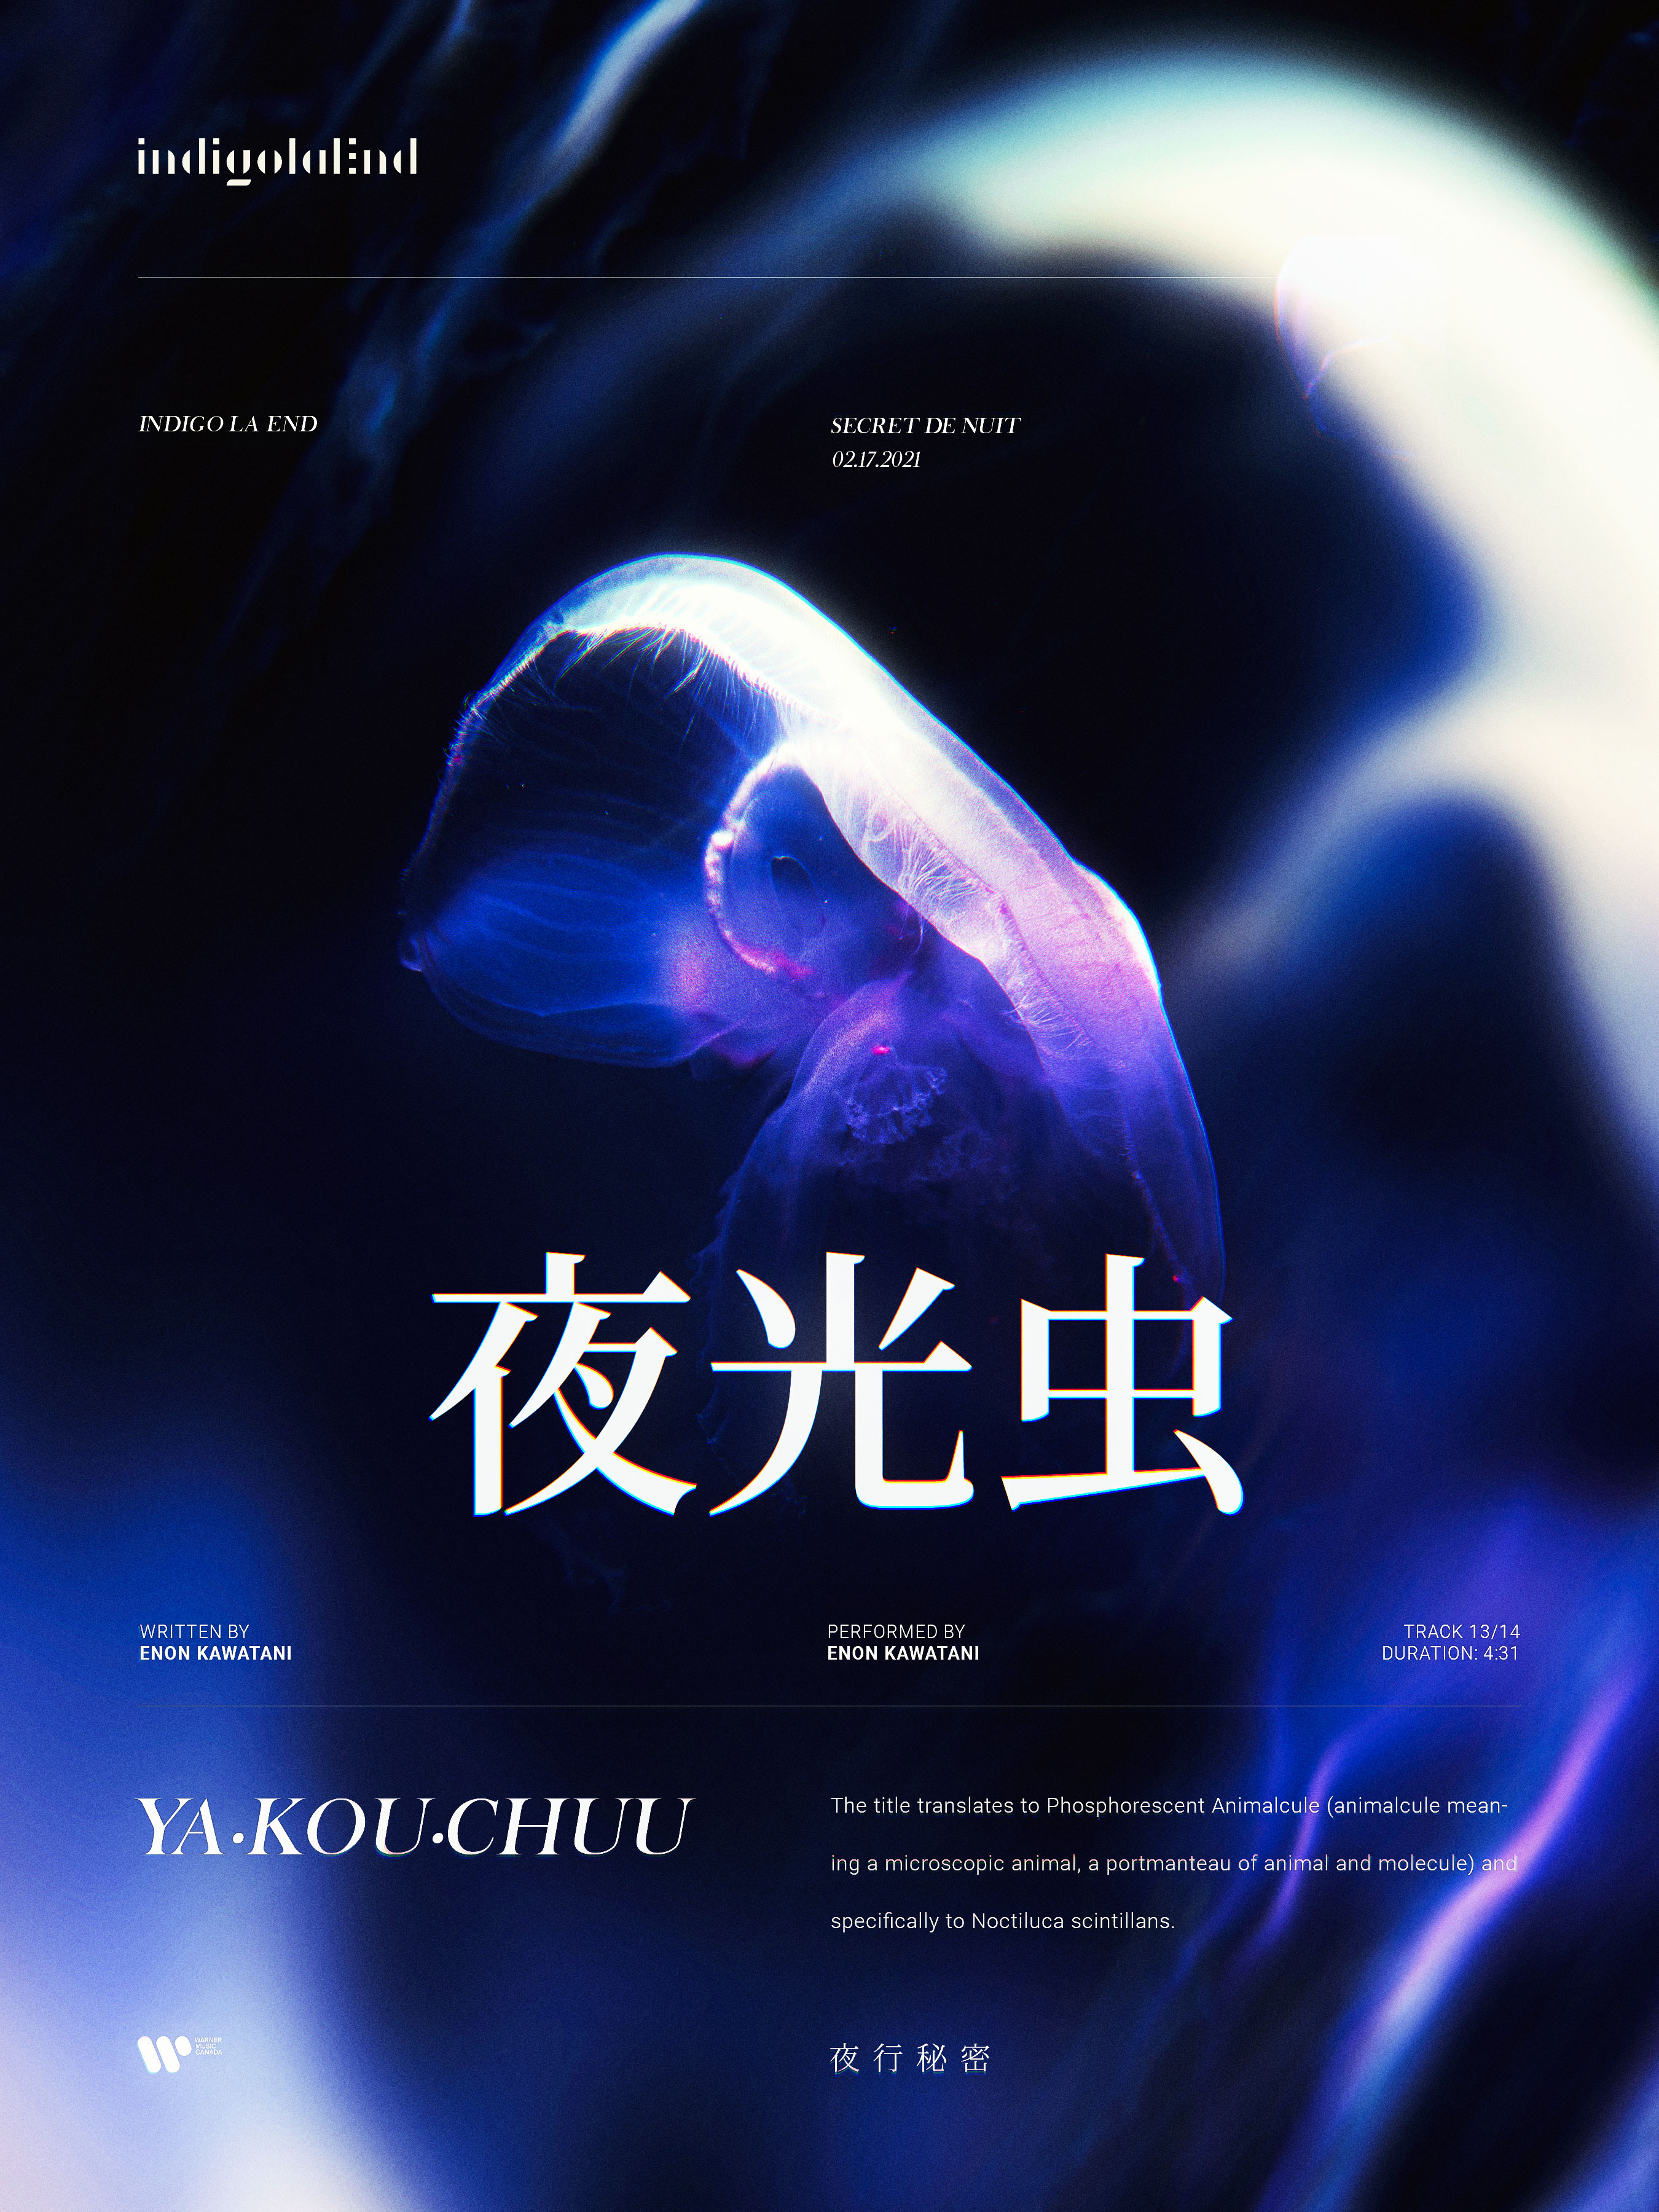 indigolaEnd
INDIGO LA END
SECRET DE NUIT
02.17.2021
夜光虫
WRITTEN BY
ENON KAWATANI
PERFORMED BY
ENON KAWATANI
TRACK 13/14
DURATION: 4:31
YA•KOU•CHUU
The title translates to Phosphorescent Animalcule (animalcule mean-
ing a microscopic animal, a portmanteau of animal and molecule) and
specifically to Noctiluca scintillans.
WARNER
MUSIC
CANADA
夜行秘密